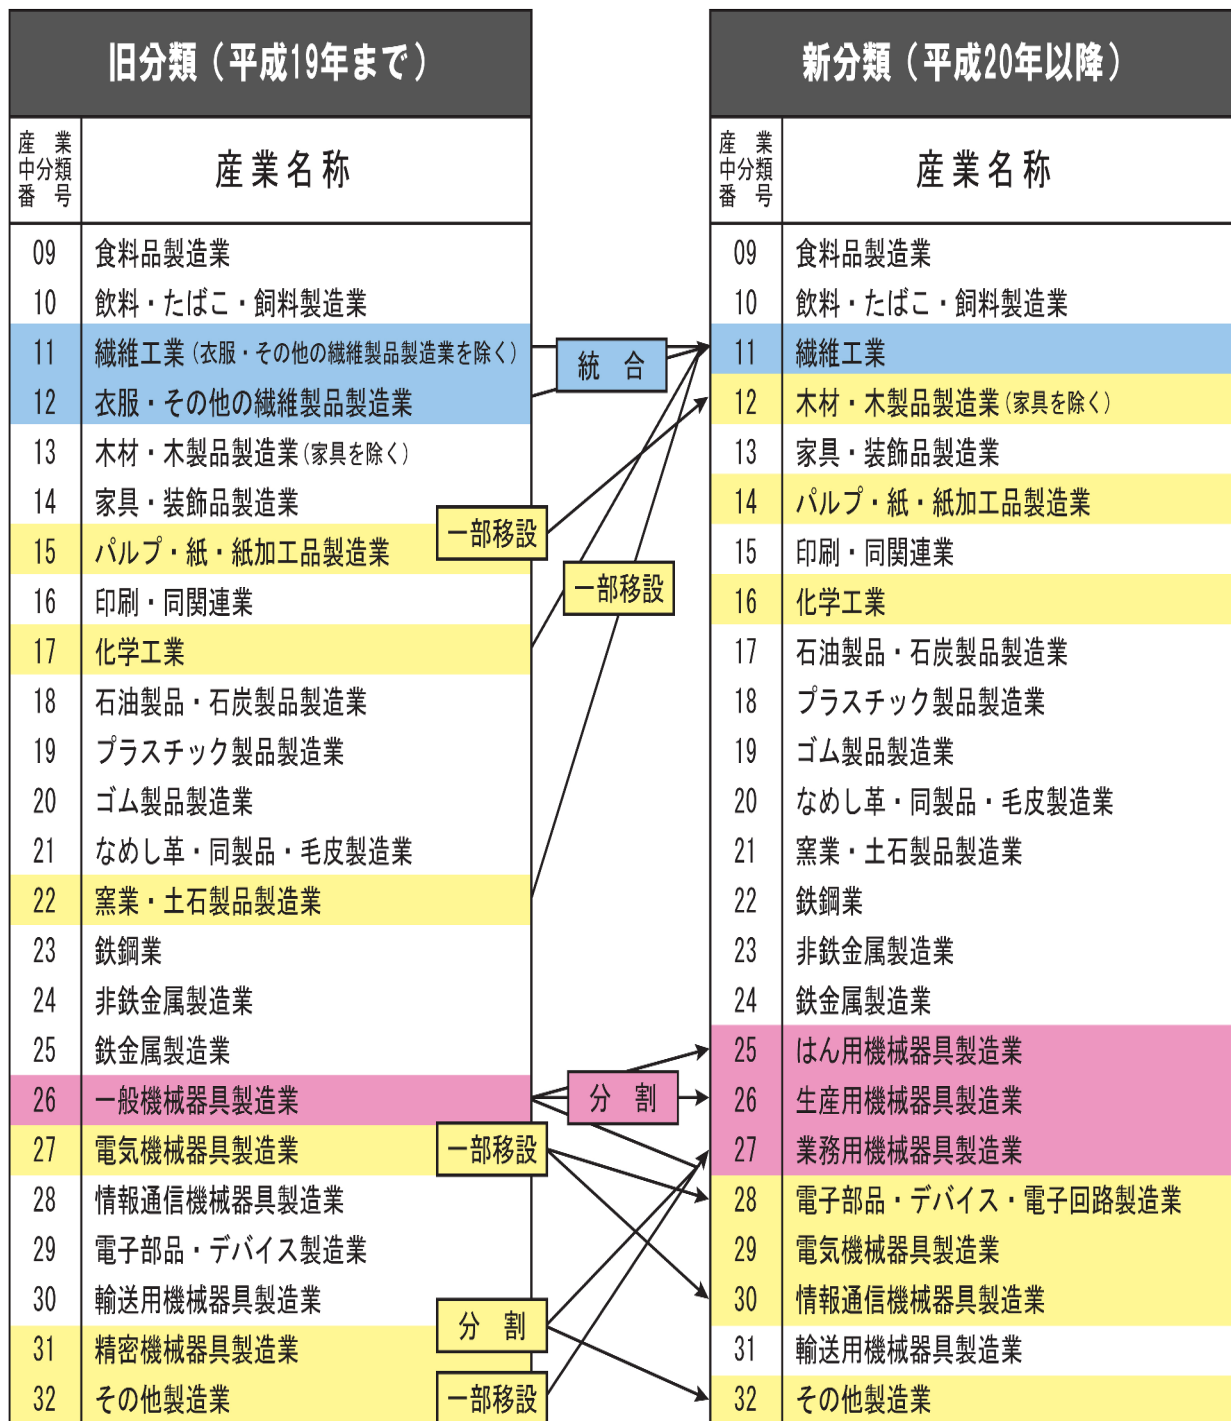 旧分類（平成19年まで）
産業中分類番号
産業名称
09 食料品製造業
10 飲料・たばこ・飼料製造業
11 繊維工業（衣服・その他の繊維製品製造業を除く）
12 衣服・その他の繊維製品製造業
13 木材・木製品製造業（家具を除く）
14 家具・装飾品製造業
15 パルプ・紙・紙加工品製造業
16 印刷・同関連業
17 化学工業
18 石油製品・石炭製品製造業
19 プラスチック製品製造業
20 ゴム製品製造業
21 なめし革・同製品・毛皮製造業
22 窯業・土石製品製造業
23 鉄鋼業
24 非鉄金属製造業
25 鉄金属製造業
26 一般機械器具製造業
27 電気機械器具製造業
28 情報通信機械器具製造業
29 電子部品・デバイス製造業
30 輸送用機械器具製造業
31 精密機械器具製造業
32 その他製造業
統合
一部移設
一部移設
分割
一部移設
分割
一部移設
新分類（平成20年以降）
産業中分類番号
産業名称
09 食料品製造業
10 飲料・たばこ・飼料製造業
11 繊維工業
12 木材・木製品製造業（家具を除く）
13 家具・装飾品製造業
14 パルプ・紙・紙加工品製造業
15 印刷・同関連業
16 化学工業
17 石油製品・石炭製品製造業
18 プラスチック製品製造業
19 ゴム製品製造業
20 なめし革・同製品・毛皮製造業
21 窯業・土石製品製造業
22 鉄鋼業
23 非鉄金属製造業
24 鉄金属製造業
25 はん用機械器具製造業
26 生産用機械器具製造業
27 業務用機械器具製造業
28 電子部品・デバイス・電子回路製造業
29 電気機械器具製造業
30 情報通信機械器具製造業
31 輸送用機械器具製造業
32 その他製造業